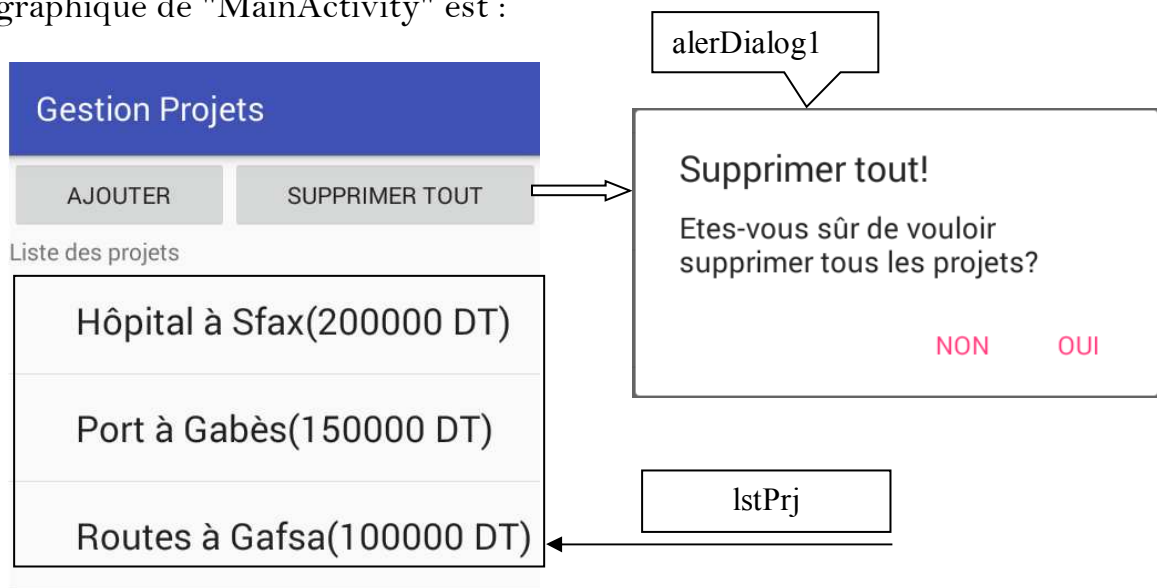 graphique de "MainActivity" est :
alerDialog1
Gestion Projets
AJOUTER
SUPPRIMER TOUT
Liste des projets
Hôpital à Sfax(200000 DT)
Port à Gabès(150000 DT)
Routes à Gafsa(100000 DT)
Supprimer tout!
Etes-vous sûr de vouloir
supprimer tous les projets?
NON
OUI
lstPrj